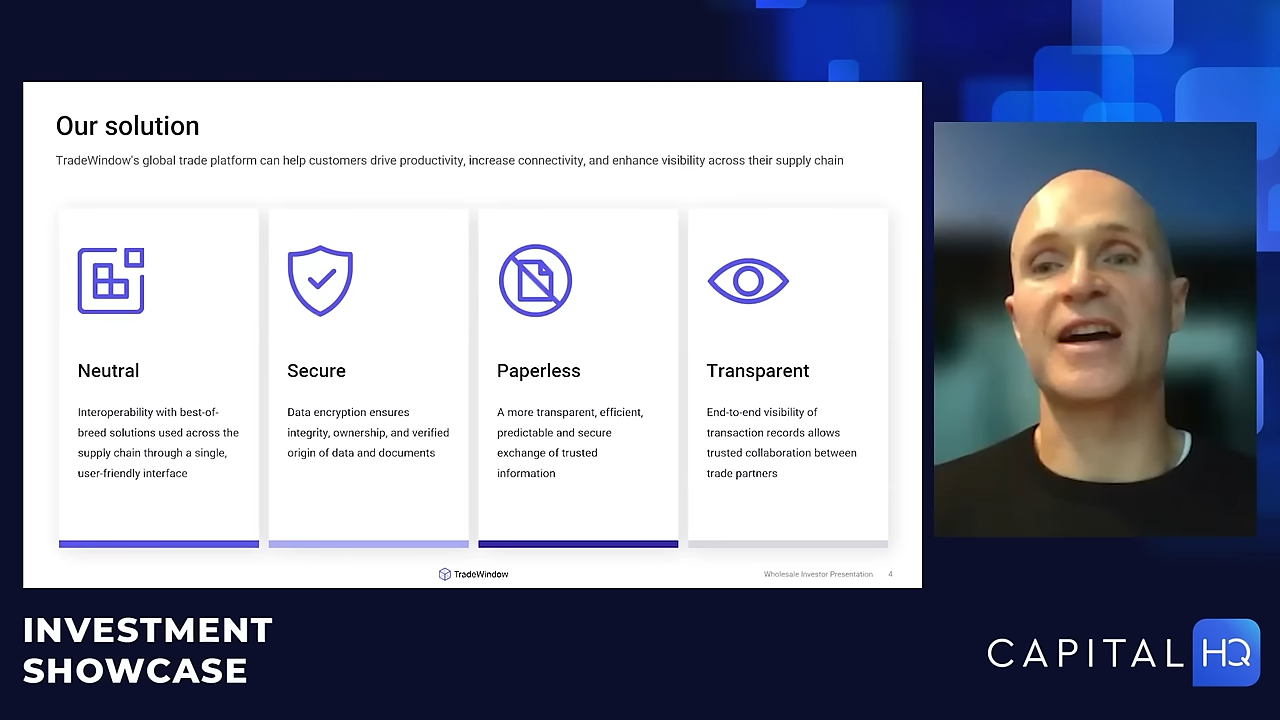 Our solution
TradeWindow's global trade platform can help customers drive productivity, increase connectivity, and enhance visibility across their supply chain
Neutral
Interoperability with best-of-
breed solutions used across the
supply chain through a single,
user-friendly interface
Secure
Data encryption ensures
integrity, ownership, and verified
origin of data and documents
Paperless
A more transparent, efficient,
predictable and secure
exchange of trusted
information
Transparent
End-to-end visibility of
transaction records allows
trusted collaboration between
trade partners
TradeWindow
Wholesale Investor Presentation 4
INVESTMENT
SHOWCASE
CAPITAL HQ